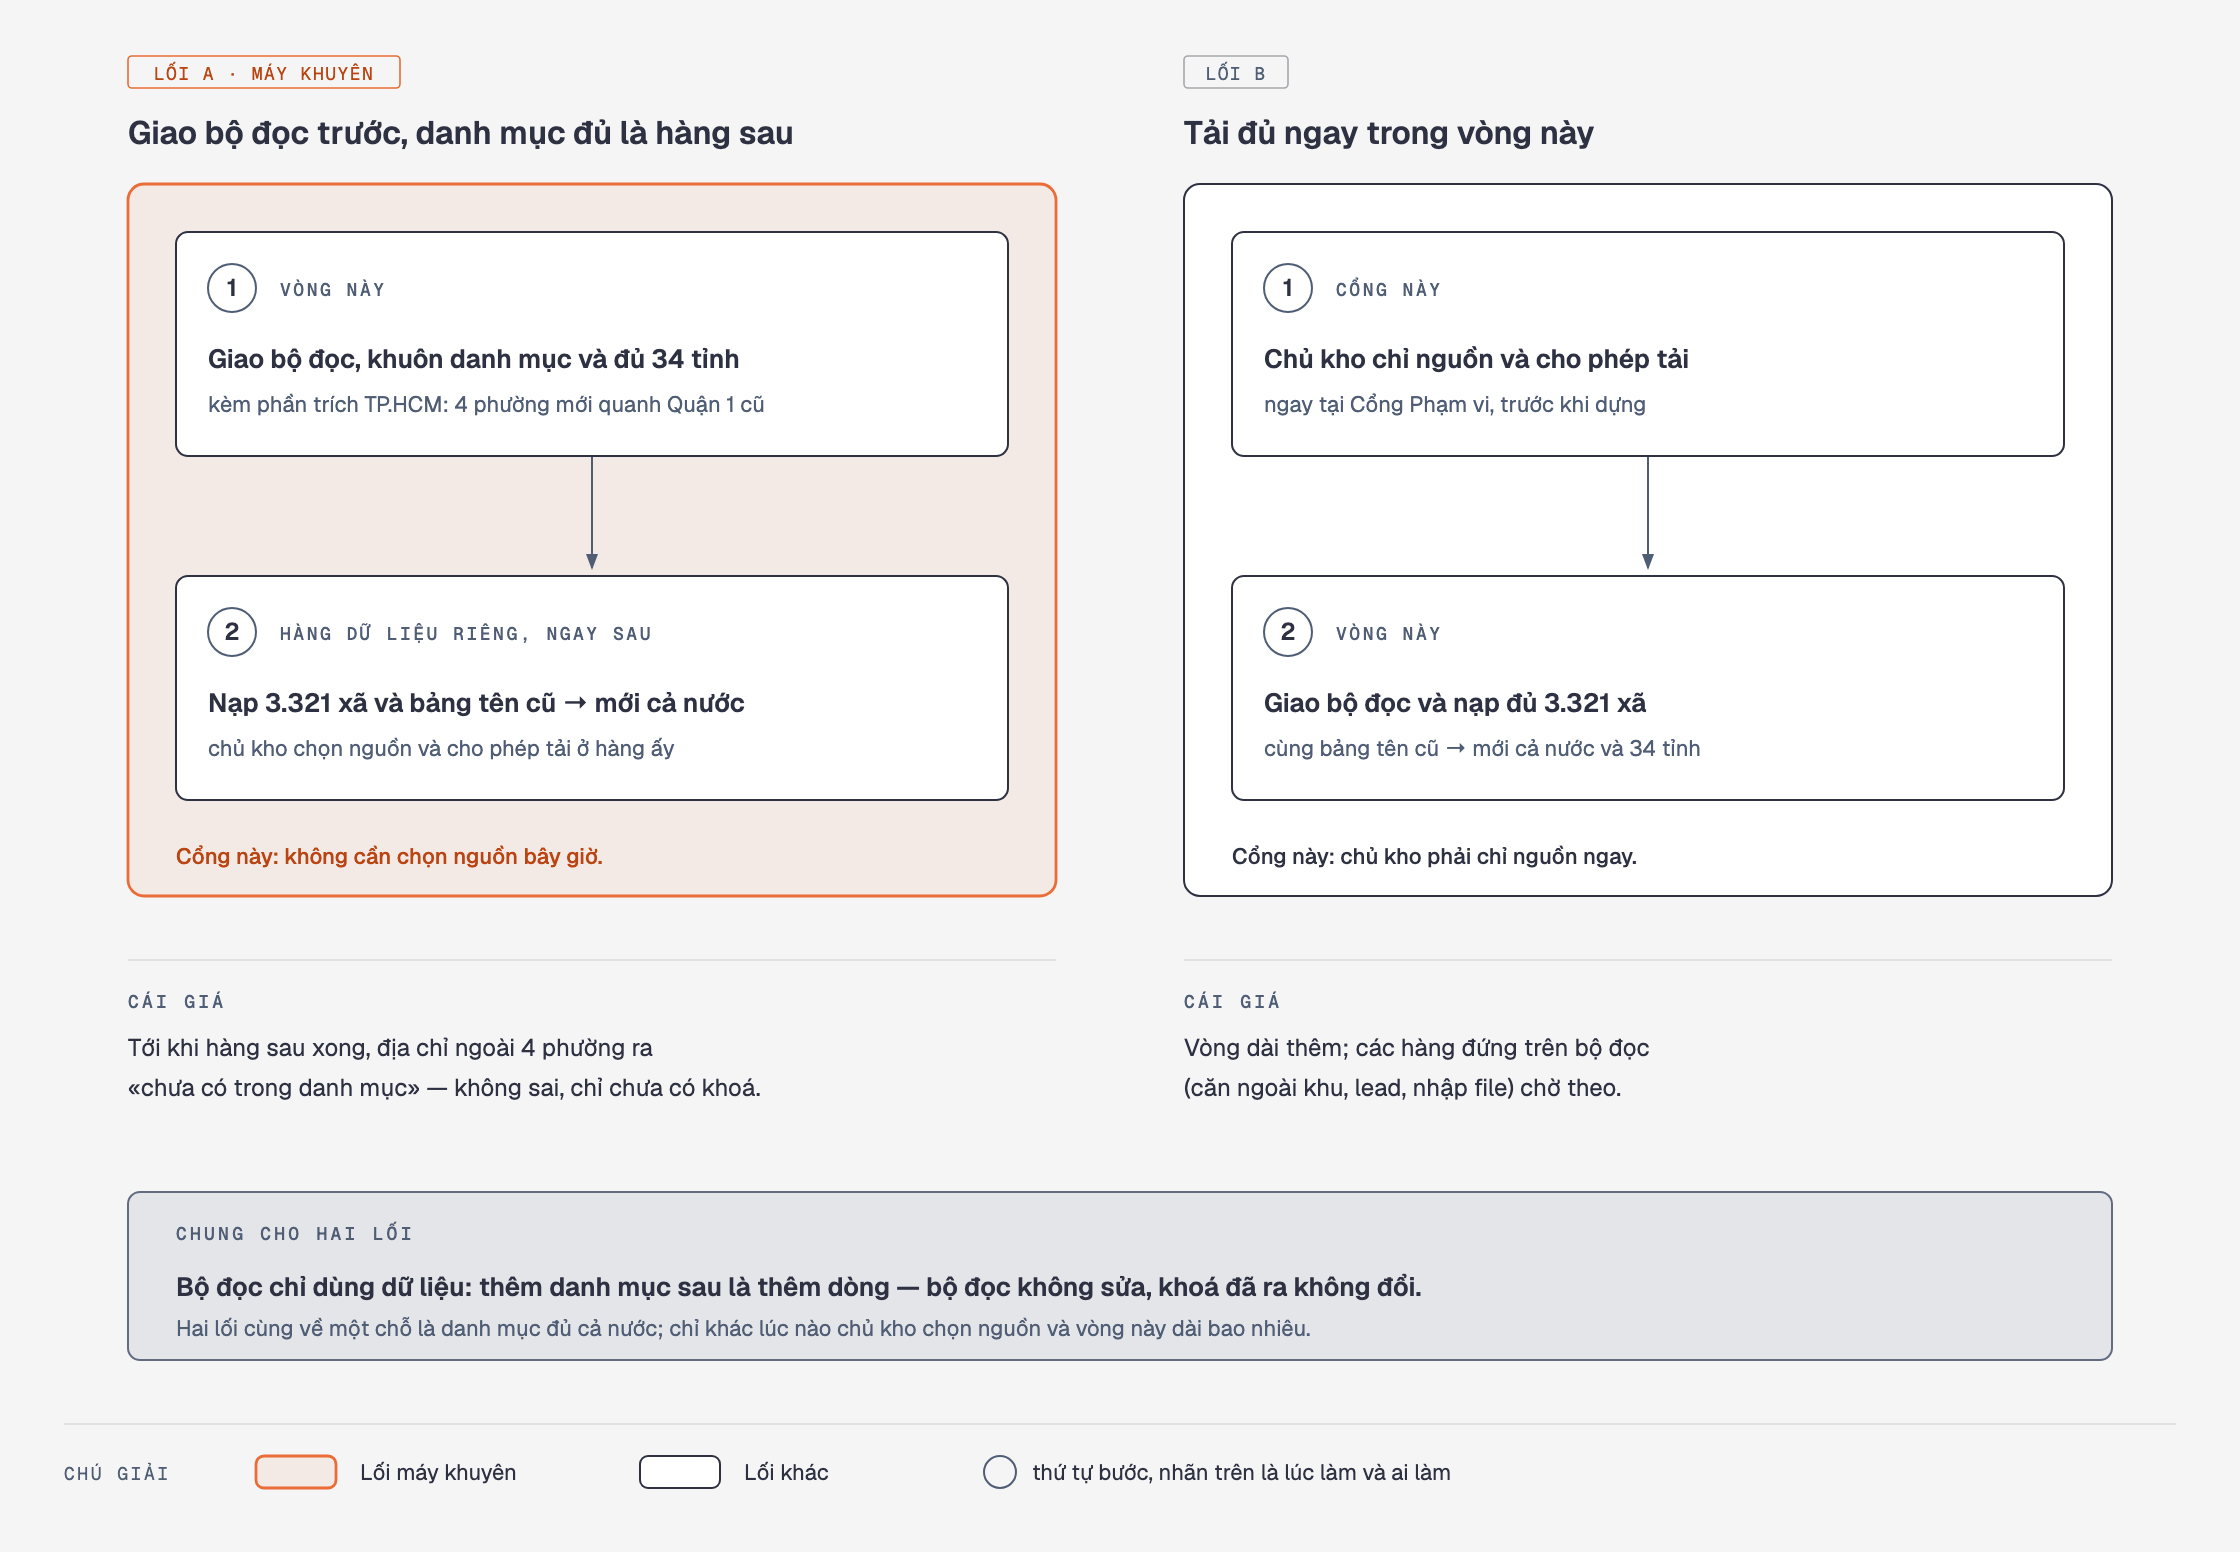 LỐI A · MÁY KHUYÊN
Giao bộ đọc trước, danh mục đủ là hàng sau
1
VÒNG NÀY
Giao bộ đọc, khuôn danh mục và đủ 34 tỉnh
kèm phần trích TP.HCM: 4 phường mới quanh Quận 1 cũ
2
HÀNG DỮ LIỆU RIÊNG, NGAY SAU
Nạp 3.321 xã và bảng tên cũ → mới cả nước
chủ kho chọn nguồn và cho phép tải ở hàng ấy
Cổng này: không cần chọn nguồn bây giờ.
CÁI GIÁ
Tới khi hàng sau xong, địa chỉ ngoài 4 phường ra
«chưa có trong danh mục» — không sai, chỉ chưa có khoá.
LỐI B
Tải đủ ngay trong vòng này
1
CỔNG NÀY
Chủ kho chỉ nguồn và cho phép tải
ngay tại Cổng Phạm vi, trước khi dựng
2
VÒNG NÀY
Giao bộ đọc và nạp đủ 3.321 xã
cùng bảng tên cũ → mới cả nước và 34 tỉnh
Cổng này: chủ kho phải chỉ nguồn ngay.
CÁI GIÁ
Vòng dài thêm; các hàng đứng trên bộ đọc
(căn ngoài khu, lead, nhập file) chờ theo.
CHUNG CHO HAI LỐI
Bộ đọc chỉ dùng dữ liệu: thêm danh mục sau là thêm dòng — bộ đọc không sửa, khoá đã ra không đổi.
Hai lối cùng về một chỗ là danh mục đủ cả nước; chỉ khác lúc nào chủ kho chọn nguồn và vòng này dài bao nhiêu.
CHÚ GIẢI
Lối máy khuyên
Lối khác
thứ tự bước, nhãn trên là lúc làm và ai làm